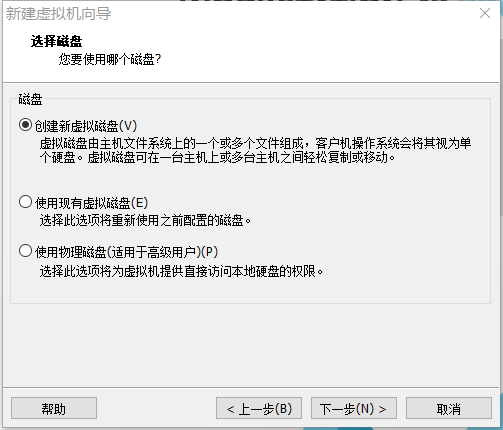 新建虚拟机向导
选择磁盘
您要使用哪个磁盘?
磁盘
创建新虚拟磁盘(V)
虚拟磁盘由主机文件系统上的一个或多个文件组成，客户机操作系统会将其视为单
个硬盘。虚拟磁盘可在一台主机上或多台主机之间轻松复制或移动。
使用现有虚拟磁盘(E)
选择此选项将重新使用之前配置的磁盘。
使用物理磁盘(适用于高级用户)(P)
选择此选项将为虚拟机提供直接访问本地硬盘的权限。
帮助
< 上一步(B)
下一步(N) >
取消